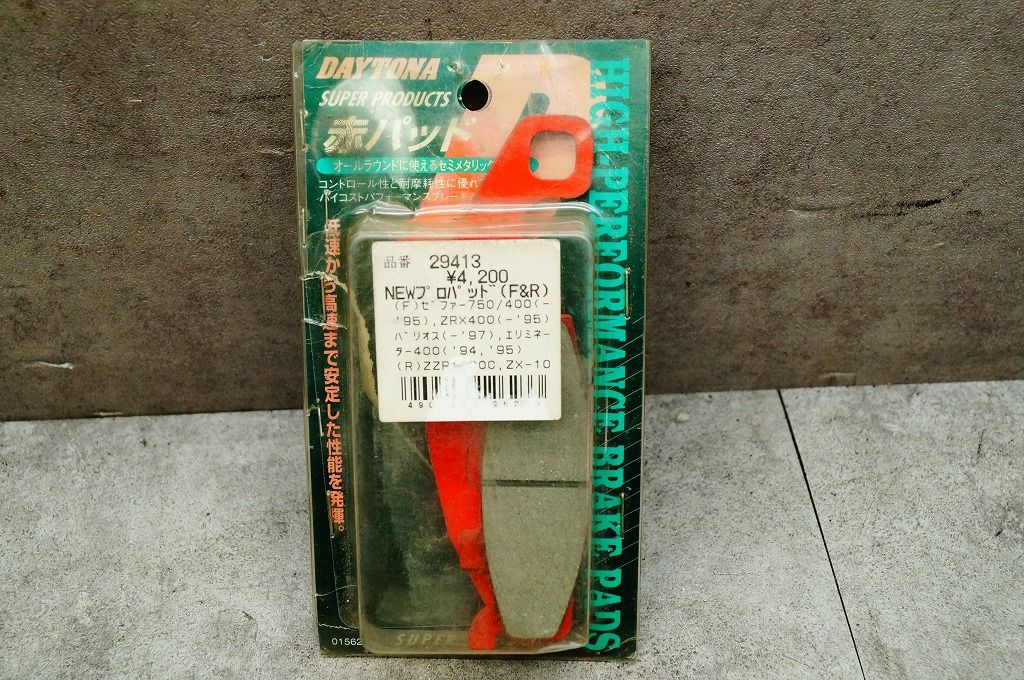 DAYTONA
SUPER PRODUCTS
赤パッド
オールラウンドに使えるセミメタリック
コントロール性と耐摩耗性に優れ
ハイコストパフォーマンスブレーキ
低速から高速まで安定した性能を発揮。
HIGH PERFORMANCE BRAKE PADS
品番 29413
¥4,200
NEWプロパッド(F&R)
(F)ゼファー750/400(-
'95),ZRX400(-'95)
バリオス(-'97),エリミネー
ター400('94,'95)
(R)ZZR 00C,ZX-10
SUPER
01562